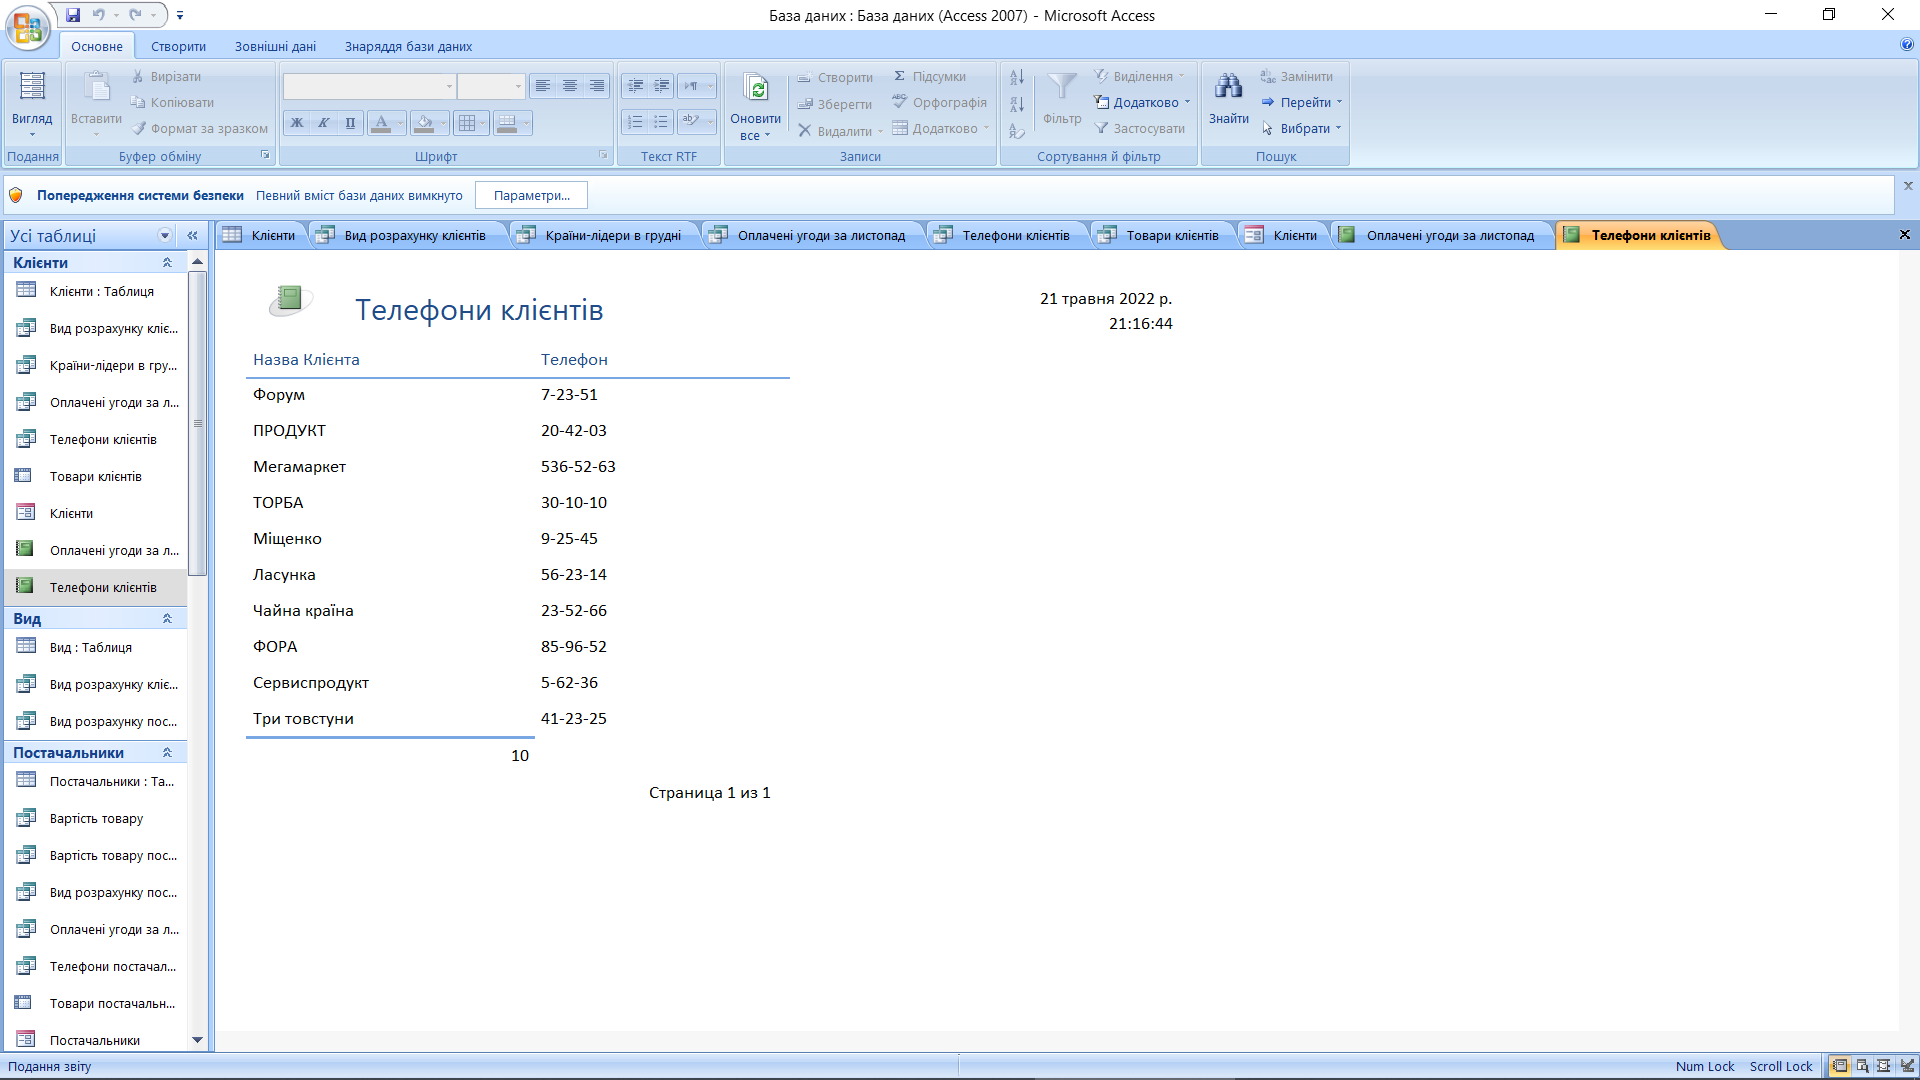 База даних : База даних (Access 2007) - Microsoft Access
Основне Створити Зовнішні дані Знаряддя бази даних
Вигляд
Подання
Вставити
Вирізати
Копіювати
Формат за зразком
Буфер обміну
Ж К П А
Шрифт
Текст RTF
Оновити
все
Створити
Зберегти
Видалити
Підсумки
Орфографія
Додатково
Записи
Фільтр
Виділення
Додатково
Застосувати
Сортування й фільтр
Знайти
Замінити
Перейти
Вибрати
Пошук
Попередження системи безпеки Певний вміст бази даних вимкнуто Параметри...
Усі таблиці
Клієнти Вид розрахунку клієнтів Країни-лідери в грудні Оплачені угоди за листопад Телефони клієнтів Товари клієнтів Клієнти Оплачені угоди за листопад Телефони клієнтів
Клієнти
Клієнти : Таблиця
Вид розрахунку кліє...
Країни-лідери в гру...
Оплачені угоди за л...
Телефони клієнтів
Товари клієнтів
Клієнти
Оплачені угоди за л...
Телефони клієнтів
Вид
Вид : Таблиця
Вид розрахунку кліє...
Вид розрахунку пос...
Постачальники
Постачальники : Та...
Вартість товару
Вартість товару пос...
Вид розрахунку пос...
Оплачені угоди за л...
Телефони постачал...
Товари постачальн...
Постачальники
Телефони клієнтів
21 травня 2022 р.
21:16:44
Назва Клієнта Телефон
Форум 7-23-51
ПРОДУКТ 20-42-03
Мегамаркет 536-52-63
ТОРБА 30-10-10
Міщенко 9-25-45
Ласунка 56-23-14
Чайна країна 23-52-66
ФОРА 85-96-52
Сервиспродукт 5-62-36
Три товстуни 41-23-25
10
Страница 1 из 1
Подання звіту Num Lock Scroll Lock